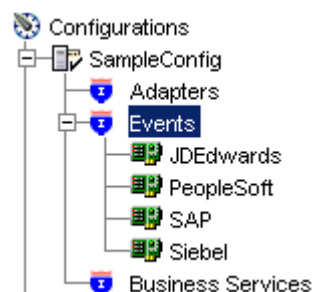 Configurations
SampleConfig
Adapters
Events
JDEdwards
PeopleSoft
SAP
Siebel
Business Services